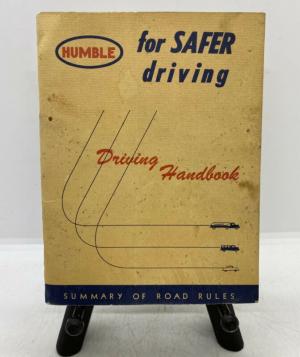 HUMBLE
for SAFER
driving
Driving
Handbook
SUMMARY OF ROAD RULES